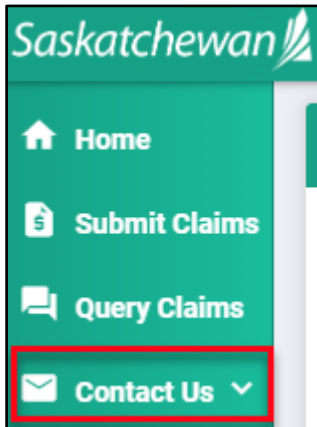 Saskatchewan
Home
Submit Claims
Query Claims
Contact Us